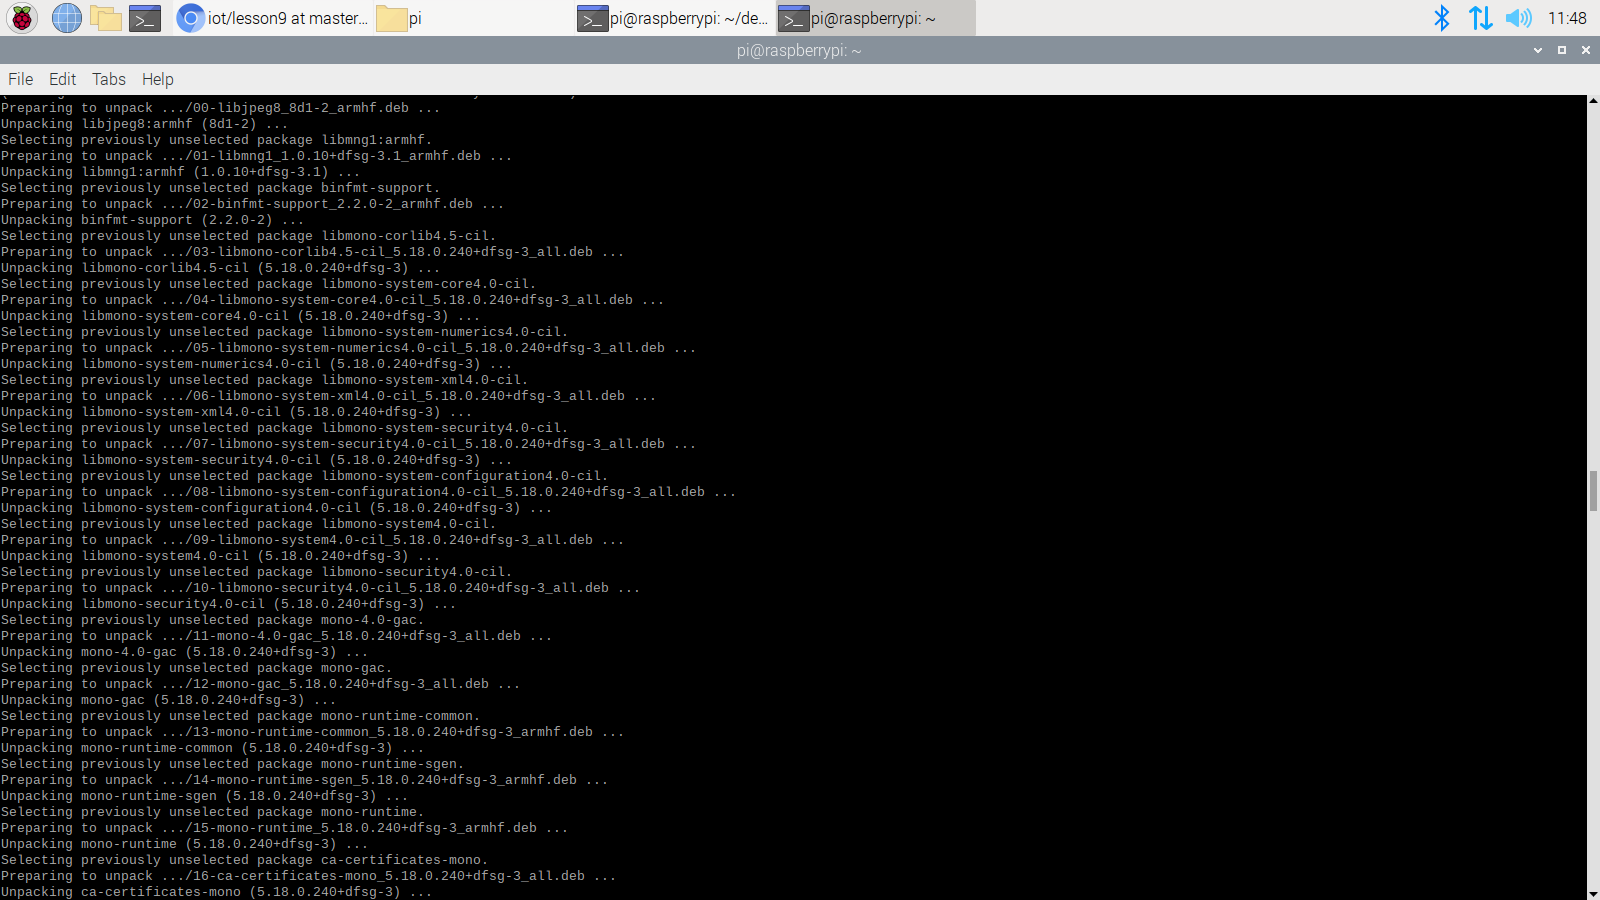 iot/lesson9 at master...
pi
pi@raspberrypi: ~/de...
pi@raspberrypi: ~
11:48
pi@raspberrypi: ~
File Edit Tabs Help
Preparing to unpack .../00-libjpeg8_8d1-2_armhf.deb ...
Unpacking libjpeg8:armhf (8d1-2) ...
Selecting previously unselected package libmng1:armhf.
Preparing to unpack .../01-libmng1_1.0.10+dfsg-3.1_armhf.deb ...
Unpacking libmng1:armhf (1.0.10+dfsg-3.1) ...
Selecting previously unselected package binfmt-support.
Preparing to unpack .../02-binfmt-support_2.2.0-2_armhf.deb ...
Unpacking binfmt-support (2.2.0-2) ...
Selecting previously unselected package libmono-corlib4.5-cil.
Preparing to unpack .../03-libmono-corlib4.5-cil_5.18.0.240+dfsg-3_all.deb ...
Unpacking libmono-corlib4.5-cil (5.18.0.240+dfsg-3) ...
Selecting previously unselected package libmono-system-core4.0-cil.
Preparing to unpack .../04-libmono-system-core4.0-cil_5.18.0.240+dfsg-3_all.deb ...
Unpacking libmono-system-core4.0-cil (5.18.0.240+dfsg-3) ...
Selecting previously unselected package libmono-system-numerics4.0-cil.
Preparing to unpack .../05-libmono-system-numerics4.0-cil_5.18.0.240+dfsg-3_all.deb ...
Unpacking libmono-system-numerics4.0-cil (5.18.0.240+dfsg-3) ...
Selecting previously unselected package libmono-system-xml4.0-cil.
Preparing to unpack .../06-libmono-system-xml4.0-cil_5.18.0.240+dfsg-3_all.deb ...
Unpacking libmono-system-xml4.0-cil (5.18.0.240+dfsg-3) ...
Selecting previously unselected package libmono-system-security4.0-cil.
Preparing to unpack .../07-libmono-system-security4.0-cil_5.18.0.240+dfsg-3_all.deb ...
Unpacking libmono-system-security4.0-cil (5.18.0.240+dfsg-3) ...
Selecting previously unselected package libmono-system-configuration4.0-cil.
Preparing to unpack .../08-libmono-system-configuration4.0-cil_5.18.0.240+dfsg-3_all.deb ...
Unpacking libmono-system-configuration4.0-cil (5.18.0.240+dfsg-3) ...
Selecting previously unselected package libmono-system4.0-cil.
Preparing to unpack .../09-libmono-system4.0-cil_5.18.0.240+dfsg-3_all.deb ...
Unpacking libmono-system4.0-cil (5.18.0.240+dfsg-3) ...
Selecting previously unselected package libmono-security4.0-cil.
Preparing to unpack .../10-libmono-security4.0-cil_5.18.0.240+dfsg-3_all.deb ...
Unpacking libmono-security4.0-cil (5.18.0.240+dfsg-3) ...
Selecting previously unselected package mono-4.0-gac.
Preparing to unpack .../11-mono-4.0-gac_5.18.0.240+dfsg-3_all.deb ...
Unpacking mono-4.0-gac (5.18.0.240+dfsg-3) ...
Selecting previously unselected package mono-gac.
Preparing to unpack .../12-mono-gac_5.18.0.240+dfsg-3_all.deb ...
Unpacking mono-gac (5.18.0.240+dfsg-3) ...
Selecting previously unselected package mono-runtime-common.
Preparing to unpack .../13-mono-runtime-common_5.18.0.240+dfsg-3_armhf.deb ...
Unpacking mono-runtime-common (5.18.0.240+dfsg-3) ...
Selecting previously unselected package mono-runtime-sgen.
Preparing to unpack .../14-mono-runtime-sgen_5.18.0.240+dfsg-3_armhf.deb ...
Unpacking mono-runtime-sgen (5.18.0.240+dfsg-3) ...
Selecting previously unselected package mono-runtime.
Preparing to unpack .../15-mono-runtime_5.18.0.240+dfsg-3_armhf.deb ...
Unpacking mono-runtime (5.18.0.240+dfsg-3) ...
Selecting previously unselected package ca-certificates-mono.
Preparing to unpack .../16-ca-certificates-mono_5.18.0.240+dfsg-3_all.deb ...
Unpacking ca-certificates-mono (5.18.0.240+dfsg-3) ...